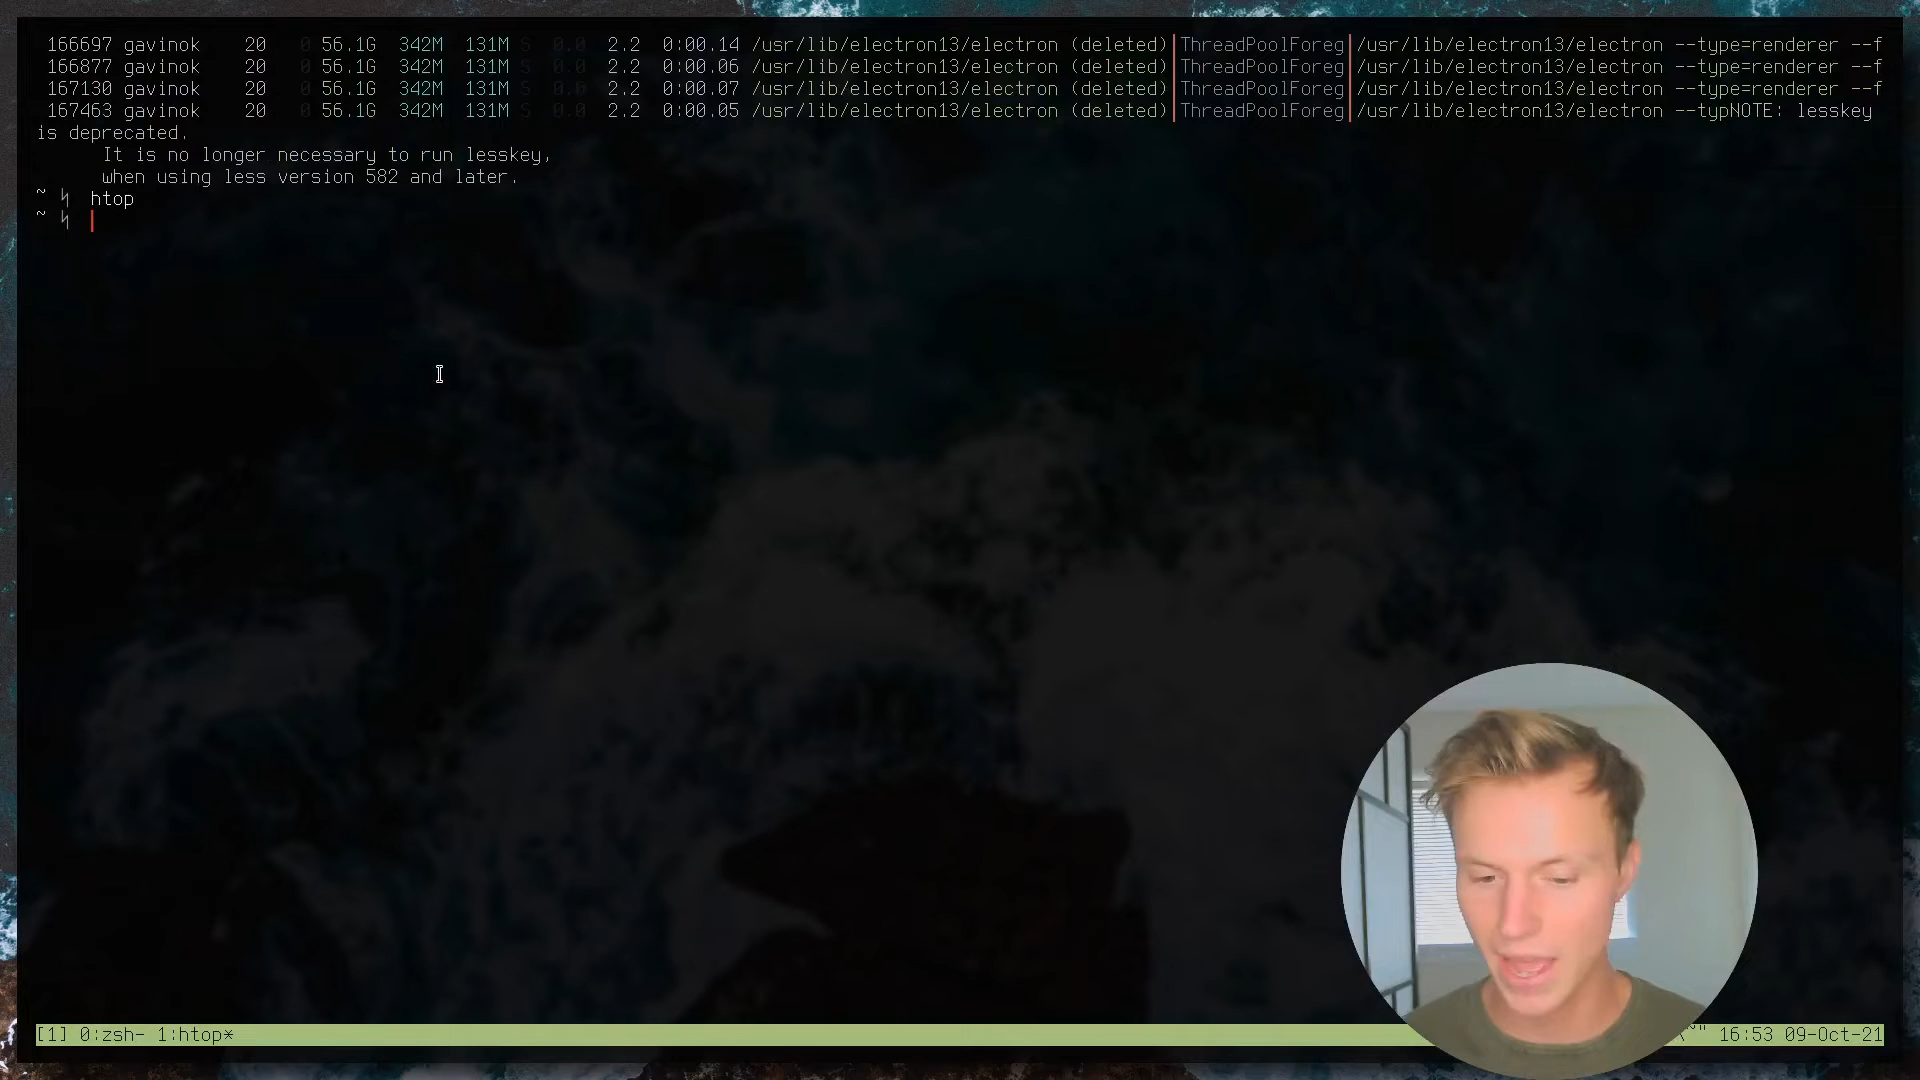 166697 gavinok 20 0 56.1G 342M 131M S 0.0 2.2 0:00.14 /usr/lib/electron13/electron (deleted)│ThreadPoolForeg│/usr/lib/electron13/electron --type=renderer --f
166877 gavinok 20 0 56.1G 342M 131M S 0.0 2.2 0:00.06 /usr/lib/electron13/electron (deleted)│ThreadPoolForeg│/usr/lib/electron13/electron --type=renderer --f
167130 gavinok 20 0 56.1G 342M 131M S 0.0 2.2 0:00.07 /usr/lib/electron13/electron (deleted)│ThreadPoolForeg│/usr/lib/electron13/electron --type=renderer --f
167463 gavinok 20 0 56.1G 342M 131M S 0.0 2.2 0:00.05 /usr/lib/electron13/electron (deleted)│ThreadPoolForeg│/usr/lib/electron13/electron --typNOTE: lesskey
is deprecated.
It is no longer necessary to run lesskey,
when using less version 582 and later.
~ ϟ htop
~ ϟ
[1] 0:zsh- 1:htop* ~" 16:53 09-Oct-21